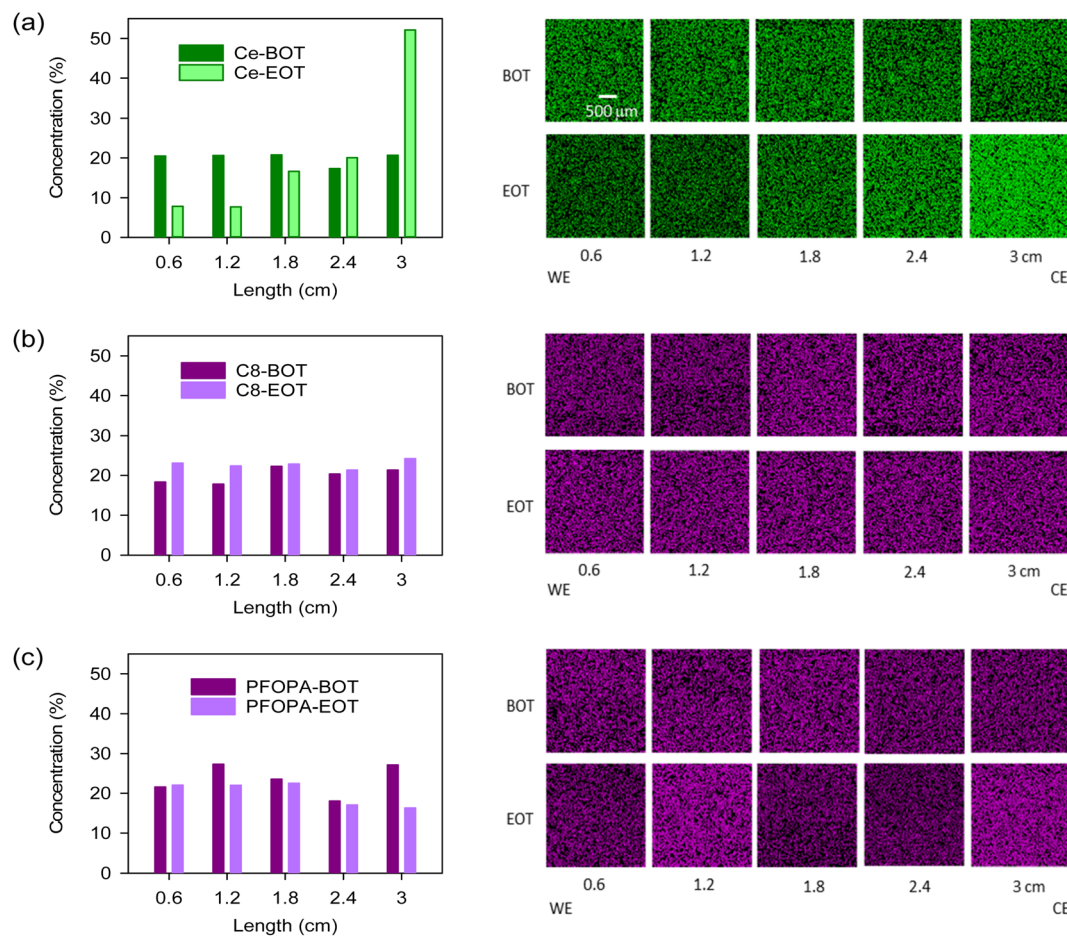 (a)
Concentration (%)
50
40
30
20
10
0
Ce-BOT
Ce-EOT
0.6 1.2 1.8 2.4 3
Length (cm)
BOT
500 µm
EOT
0.6 1.2 1.8 2.4 3 cm
WE CE
(b)
Concentration (%)
50
40
30
20
10
0
C8-BOT
C8-EOT
0.6 1.2 1.8 2.4 3
Length (cm)
BOT
EOT
0.6 1.2 1.8 2.4 3 cm
WE CE
(c)
Concentration (%)
50
40
30
20
10
0
PFOPA-BOT
PFOPA-EOT
0.6 1.2 1.8 2.4 3
Length (cm)
BOT
EOT
0.6 1.2 1.8 2.4 3 cm
WE CE